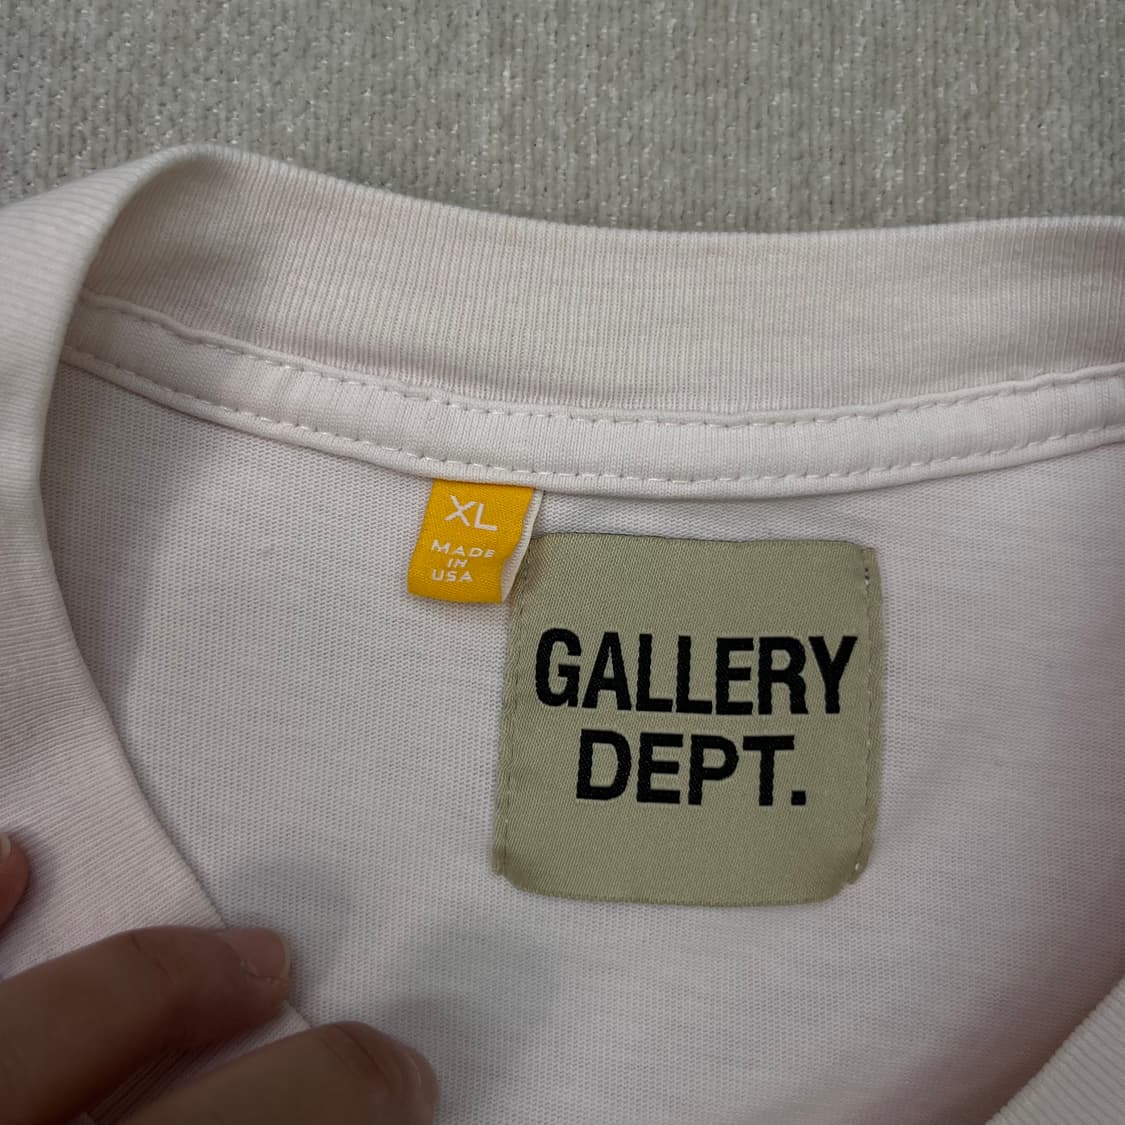 XL
MADE
IN
USA
GALLERY
DEPT.